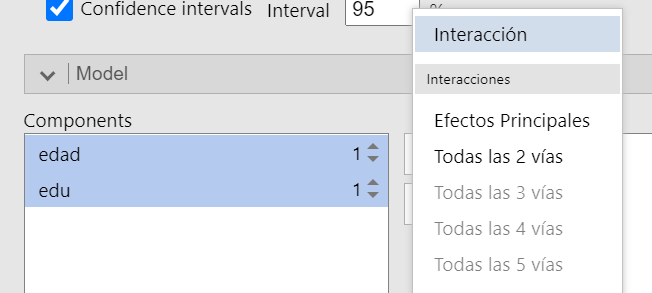 Confidence intervals Interval 95 %
Model
Components
edad 1
edu 1
Interacción
Interacciones
Efectos Principales
Todas las 2 vías
Todas las 3 vías
Todas las 4 vías
Todas las 5 vías